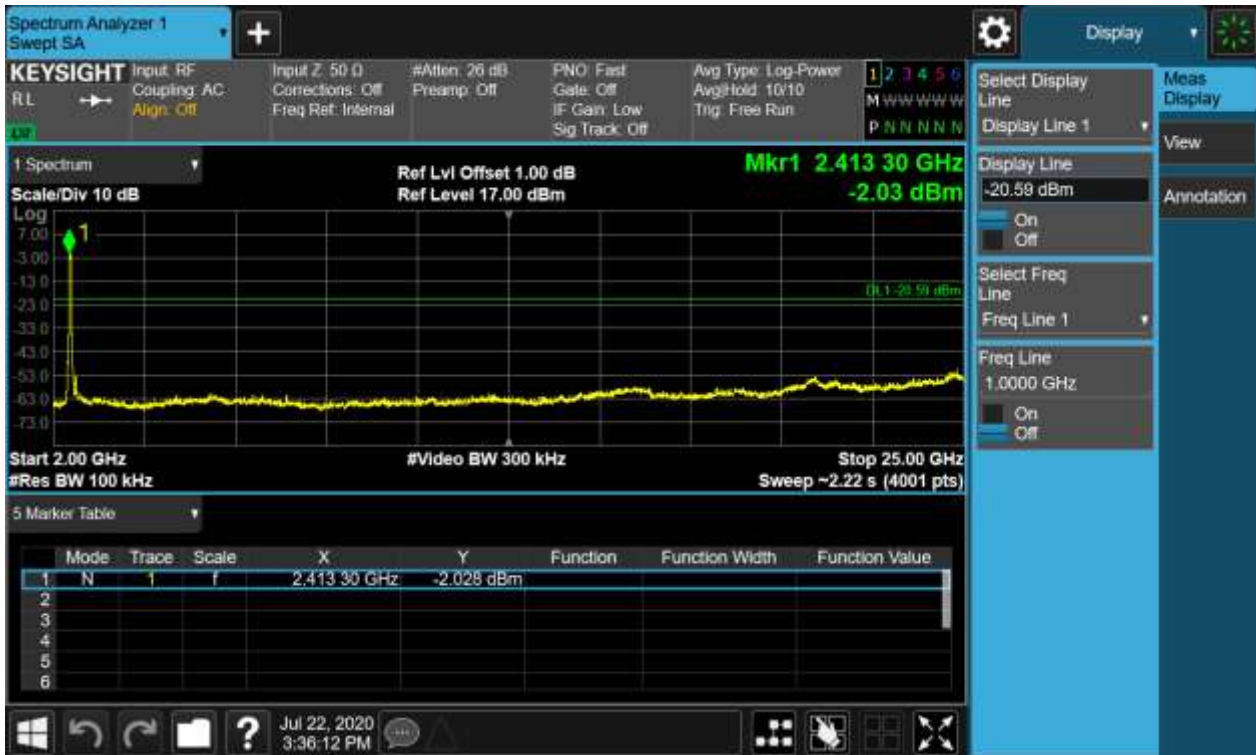 Spectrum Analyzer 1
Swept SA
Display
KEYSIGHT Input: RF Input Z: 50 Ω #Atten: 26 dB PNO: Fast Avg Type: Log-Power 1 2 3 4 5 6
RL Coupling: AC Corrections: Off Preamp: Off Gate: Off Avg|Hold: 10/10 M W W W W W W
Align: Off Freq Ref: Internal IF Gain: Low Trig: Free Run
Sig Track: Off P N N N N N
1 Spectrum
Ref Lvl Offset 1.00 dB
Mkr1 2.413 30 GHz
Scale/Div 10 dB Ref Level 17.00 dBm -2.03 dBm
Log
7.00
1
-3.00
-13.0
DL1 -20.59 dBm
-23.0
-33.0
-43.0
-53.0
-63.0
-73.0
Start 2.00 GHz #Video BW 300 kHz Stop 25.00 GHz
#Res BW 100 kHz Sweep ~2.22 s (4001 pts)
5 Marker Table
Mode Trace Scale X Y Function Function Width Function Value
1 N 1 f 2.413 30 GHz -2.028 dBm
2
3
4
5
6
Jul 22, 2020
3:36:12 PM
?
Select Display
Line
Display Line 1
Display Line
-20.59 dBm
On
Off
Select Freq
Line
Freq Line 1
Freq Line
1.0000 GHz
On
Off
Meas
Display
View
Annotation